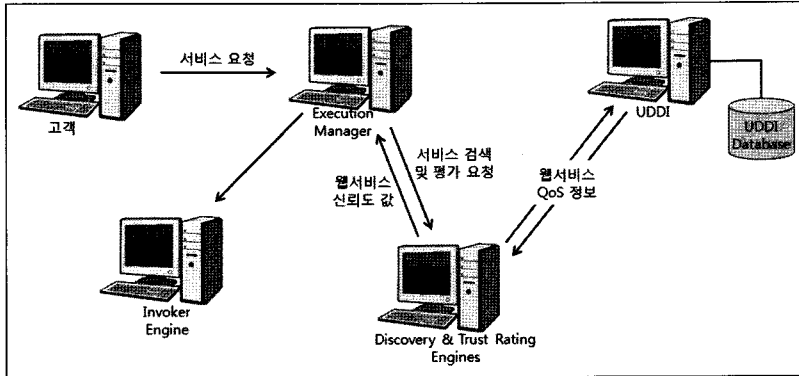 서비스 요청
고객
Execution
Manager
UDDI
UDDI
Database
서비스 검색
및 평가 요청
웹서비스
신뢰도 값
웹서비스
QoS 정보
Invoker
Engine
Discovery & Trust Rating
Engines